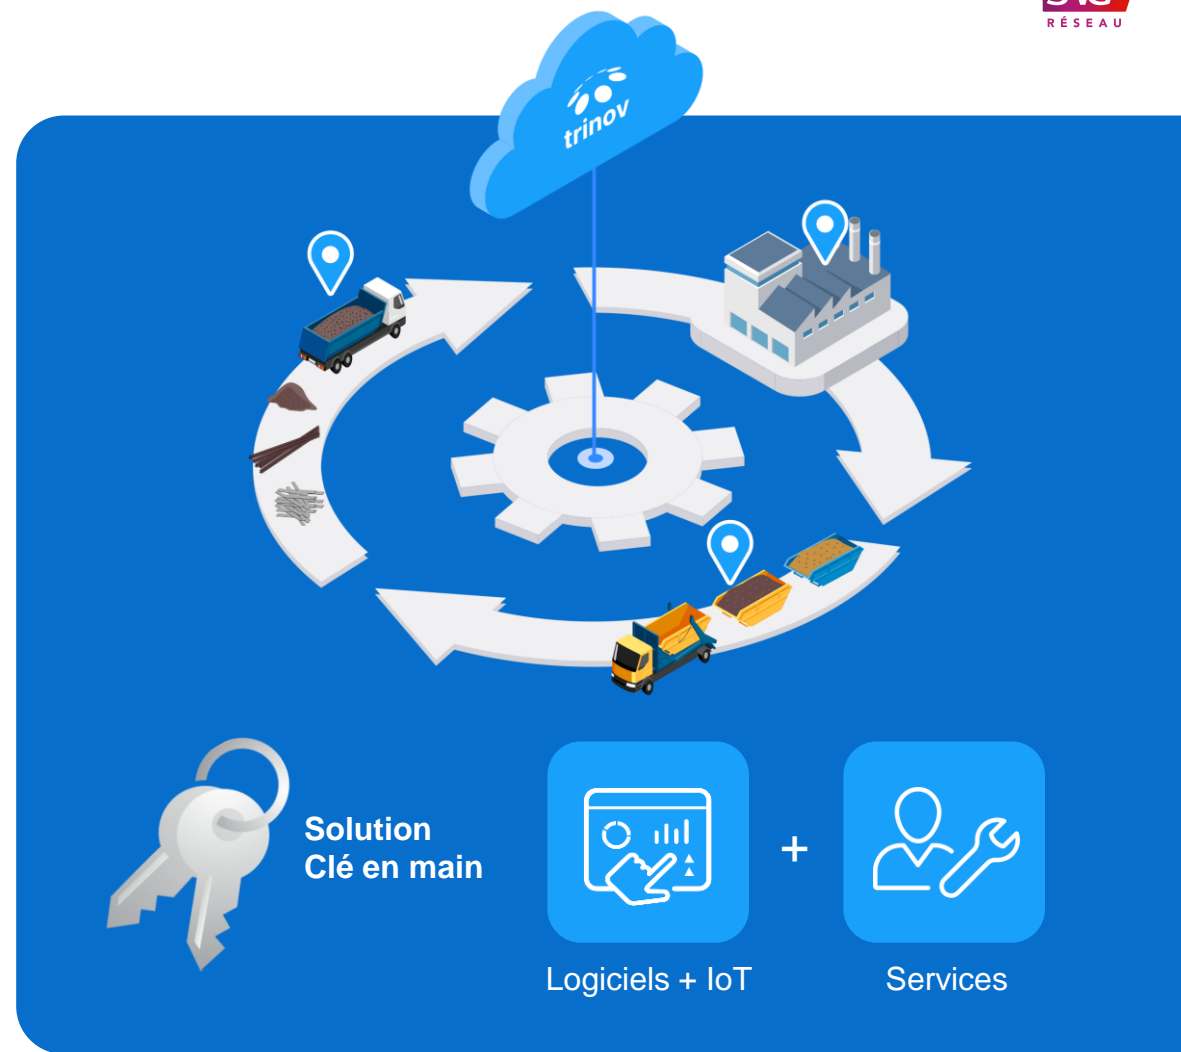 RÉSEAU
trinov
Solution
Clé en main
+
Logiciels + IoT
Services